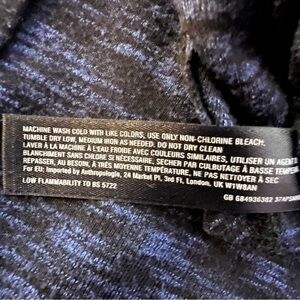 MACHINE WASH COLD WITH LIKE COLORS, USE ONLY NON-CHLORINE BLEACH,
TUMBLE DRY LOW, MEDIUM IRON AS NEEDED. DO NOT DRY CLEAN
LAVER À LA MACHINE À L'EAU FROIDE AVEC COULEURS SIMILAIRES, UTILISER UN AGENT
BLANCHIMENT SANS CHLORE SI NÉCESSAIRE, SÉCHER PAR CULBUTAGE À BASSE TEMPÉ
REPASSER, AU BESOIN, À TRÈS MOYENNE TEMPÉRATURE, NE PAS NETTOYER À SEC
For EU: Imported by Anthropologie, 24 Market Pl, 3rd Fl, London, UK W1W8AN
LOW FLAMMABILITY TO BS 5722
GB 684936382